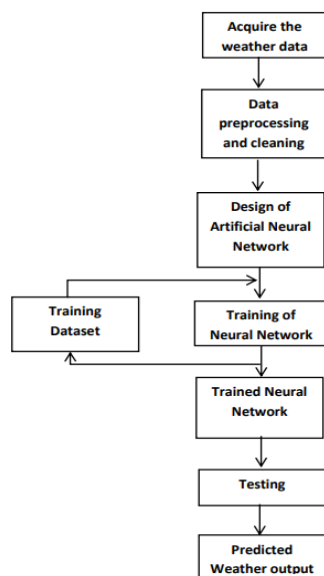 Acquire the
weather data
Data
preprocessing
and cleaning
Design of
Artificial Neural
Network
Training
Dataset
Training of
Neural Network
Trained Neural
Network
Testing
Predicted
Weather output